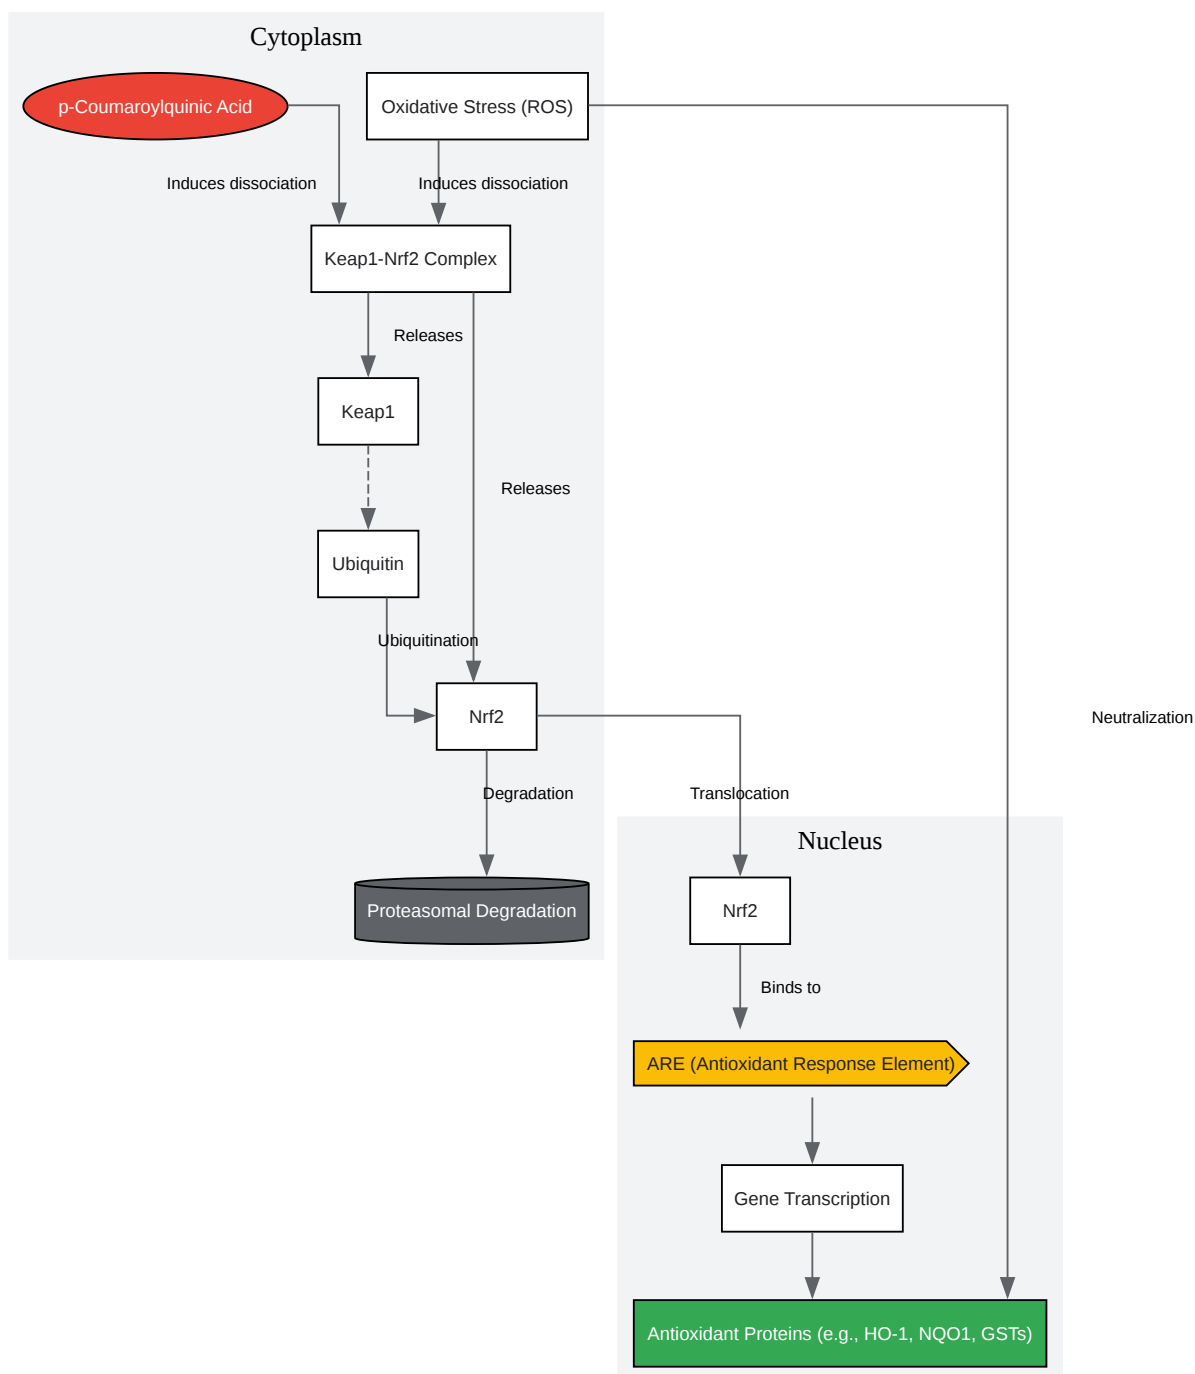 Cytoplasm
p-Coumaroylquinic Acid
Oxidative Stress (ROS)
Induces dissociation
Induces dissociation
Keap1-Nrf2 Complex
Releases
Keap1
Releases
Ubiquitin
Ubiquitination
Nrf2
Neutralization
Degradation
Translocation
Nucleus
Proteasomal Degradation
Nrf2
Binds to
ARE (Antioxidant Response Element)
Gene Transcription
Antioxidant Proteins (e.g., HO-1, NQO1, GSTs)